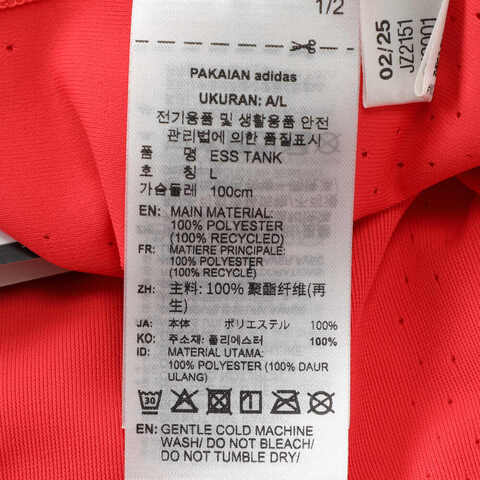 1/2
PAKAIAN adidas
UKURAN: A/L
전기용품 및 생활용품 안전
관리법에 의한 품질표시
품 명 ESS TANK
호 칭 L
가슴둘레 100cm
EN: MAIN MATERIAL:
100% POLYESTER
(100% RECYCLED)
FR: MATIERE PRINCIPALE:
100% POLYESTER
(100% RECYCLE)
ZH: 主料: 100% 聚酯纤维(再
生)
JA: 本体 ポリエステル 100%
KO: 주소재: 폴리에스터 100%
ID: MATERIAL UTAMA:
100% POLYESTER (100% DAUR
ULANG)
30
EN: GENTLE COLD MACHINE
WASH/ DO NOT BLEACH/
DO NOT TUMBLE DRY/
02/25
JZ2151